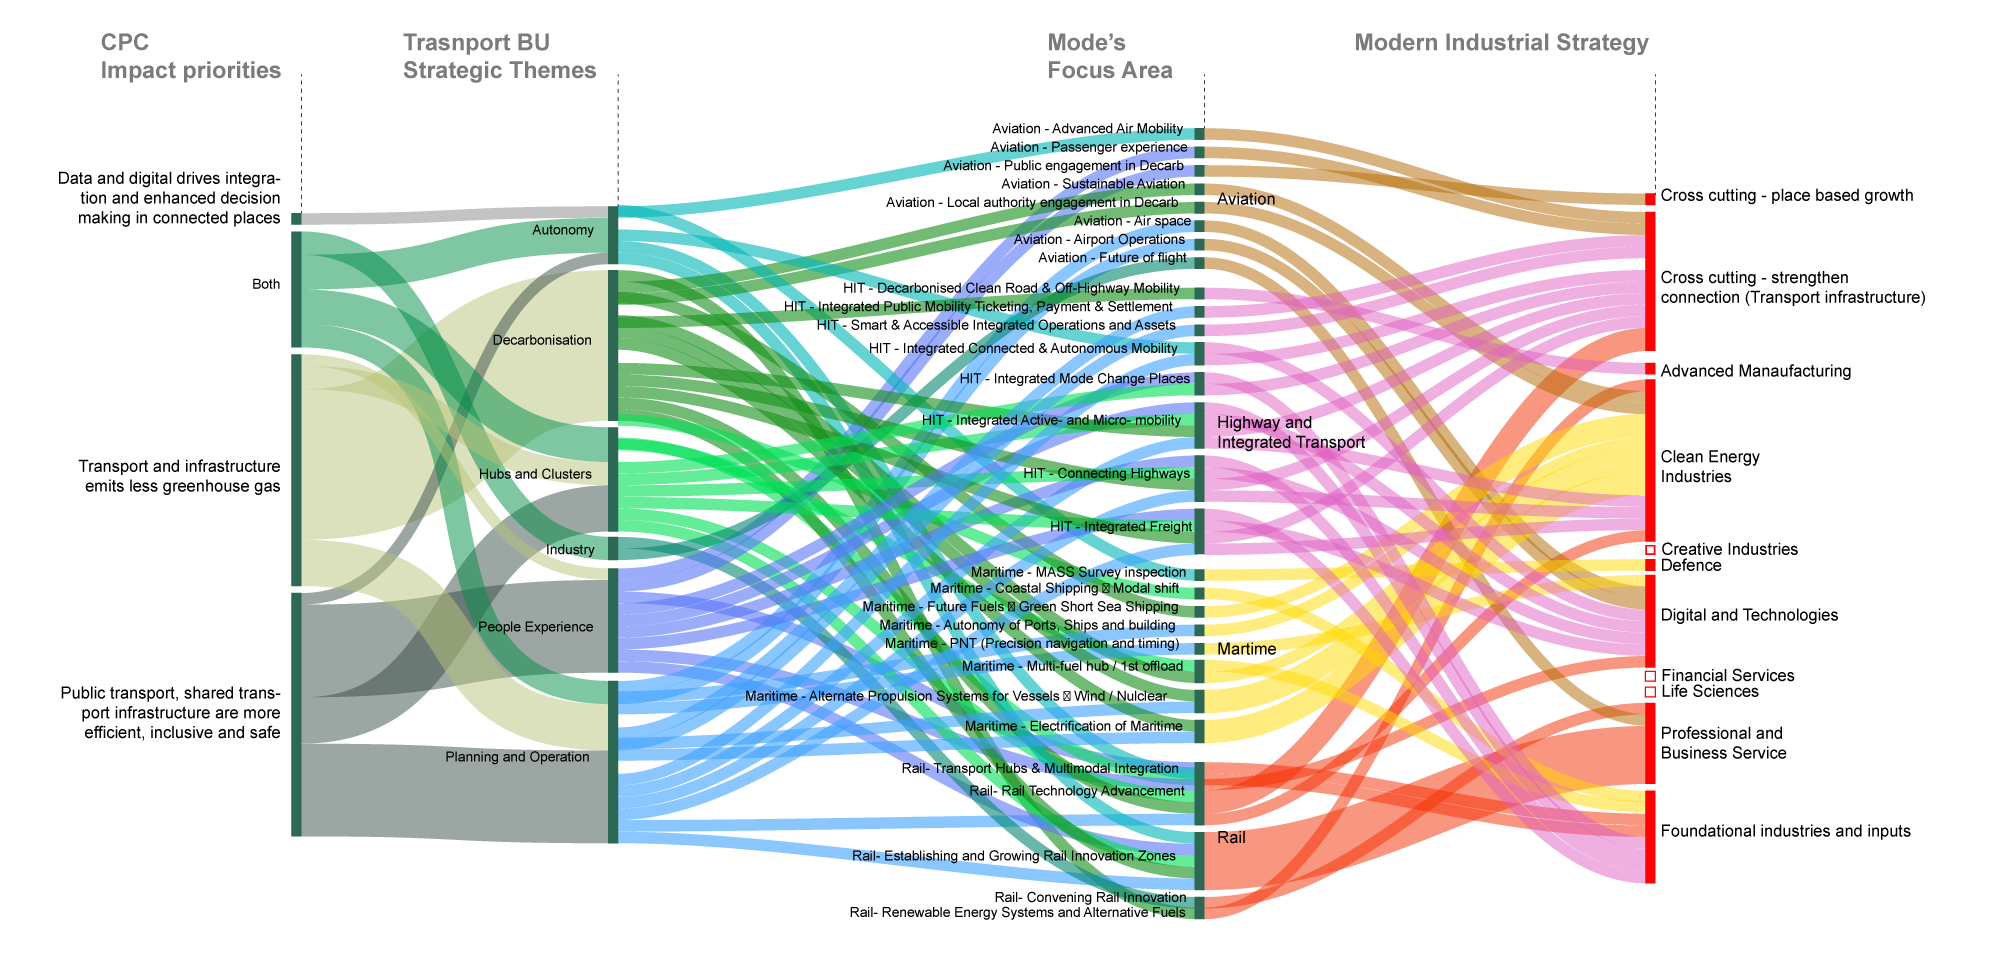 CPC
Impact priorities
Trasnport BU
Strategic Themes
Mode’s
Focus Area
Modern Industrial Strategy
Data and digital drives integra-
tion and enhanced decision
making in connected places
Both
Transport and infrastructure
emits less greenhouse gas
Public transport, shared trans-
port infrastructure are more
efficient, inclusive and safe
Autonomy
Decarbonisation
Hubs and Clusters
Industry
People Experience
Planning and Operation
Aviation - Advanced Air Mobility
Aviation - Passenger experience
Aviation - Public engagement in Decarb
Aviation - Sustainable Aviation
Aviation - Local authority engagement in Decarb
Aviation - Air space
Aviation - Airport Operations
Aviation - Future of flight
HIT - Decarbonised Clean Road & Off-Highway Mobility
HIT - Integrated Public Mobility Ticketing, Payment & Settlement
HIT - Smart & Accessible Integrated Operations and Assets
HIT - Integrated Connected & Autonomous Mobility
HIT - Integrated Mode Change Places
HIT - Integrated Active- and Micro- mobility
HIT - Connecting Highways
HIT - Integrated Freight
Maritime - MASS Survey inspection
Maritime - Coastal Shipping Modal shift
Maritime - Future Fuels Green Short Sea Shipping
Maritime - Autonomy of Ports, Ships and building
Maritime - PNT (Precision navigation and timing)
Maritime - Multi-fuel hub / 1st offload
Maritime - Alternate Propulsion Systems for Vessels Wind / Nulclear
Maritime - Electrification of Maritime
Rail- Transport Hubs & Multimodal Integration
Rail- Rail Technology Advancement
Rail- Establishing and Growing Rail Innovation Zones
Rail- Convening Rail Innovation
Rail- Renewable Energy Systems and Alternative Fuels
Aviation
Highway and
Integrated Transport
Martime
Rail
Cross cutting - place based growth
Cross cutting - strengthen
connection (Transport infrastructure)
Advanced Manaufacturing
Clean Energy
Industries
Creative Industries
Defence
Digital and Technologies
Financial Services
Life Sciences
Professional and
Business Service
Foundational industries and inputs